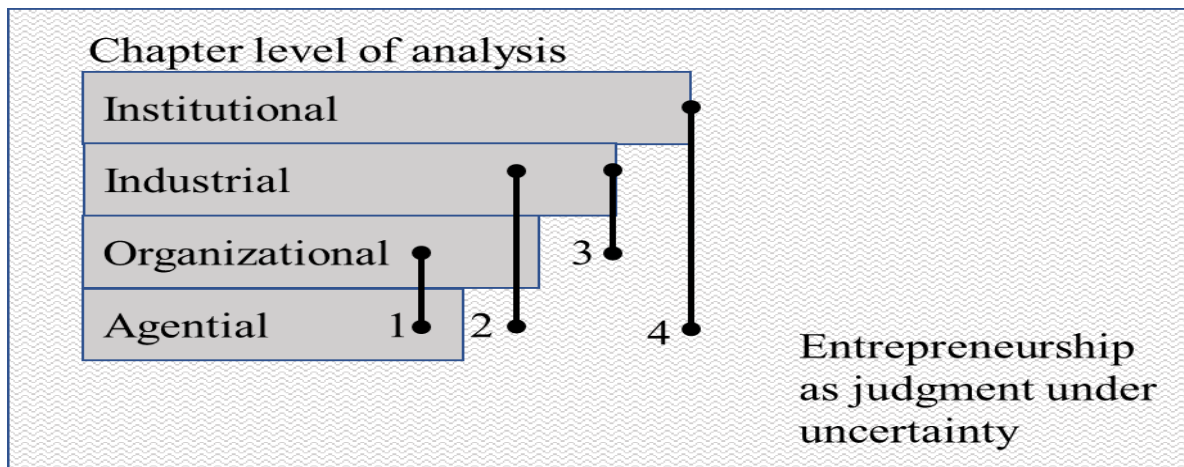 Chapter level of analysis
Institutional
Industrial
Organizational 3
Agential 1 2 4
Entrepreneurship
as judgment under
uncertainty